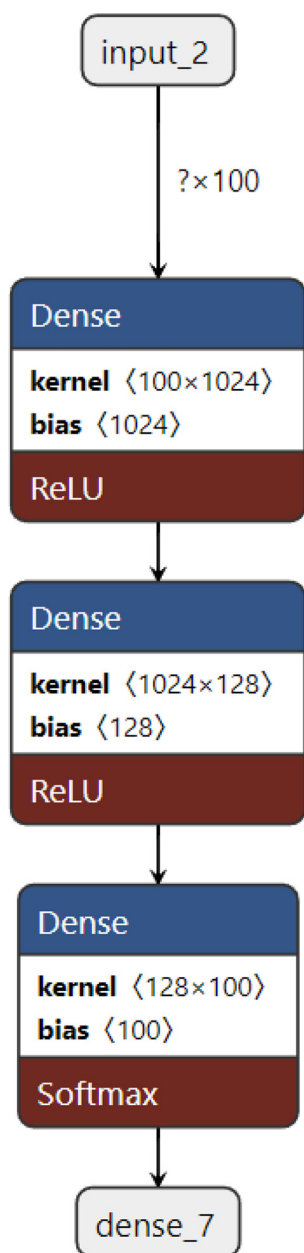 input_2
?×100
Dense
kernel 〈100×1024〉
bias 〈1024〉
ReLU
Dense
kernel 〈1024×128〉
bias 〈128〉
ReLU
Dense
kernel 〈128×100〉
bias 〈100〉
Softmax
dense_7